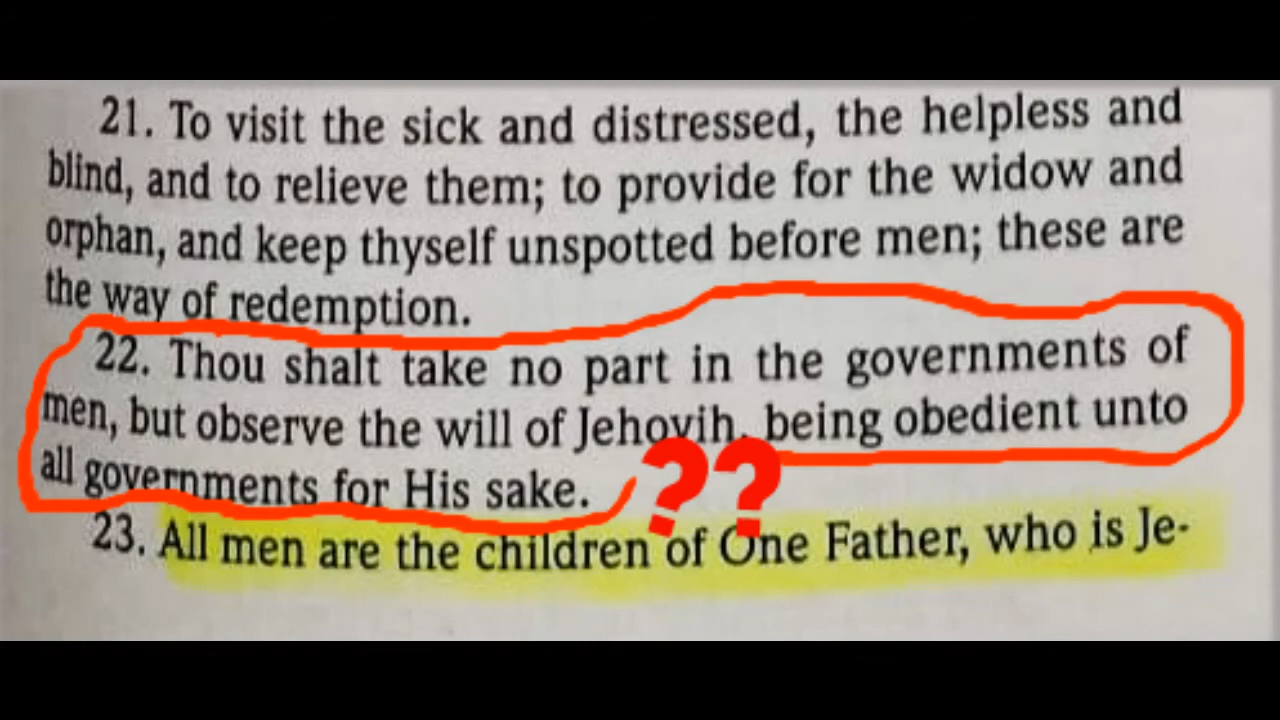 21. To visit the sick and distressed, the helpless and
blind, and to relieve them; to provide for the widow and
orphan, and keep thyself unspotted before men; these are
the way of redemption.
22. Thou shalt take no part in the governments of
men, but observe the will of Jehovih, being obedient unto
all governments for His sake. ??
23. All men are the children of One Father, who is Je-